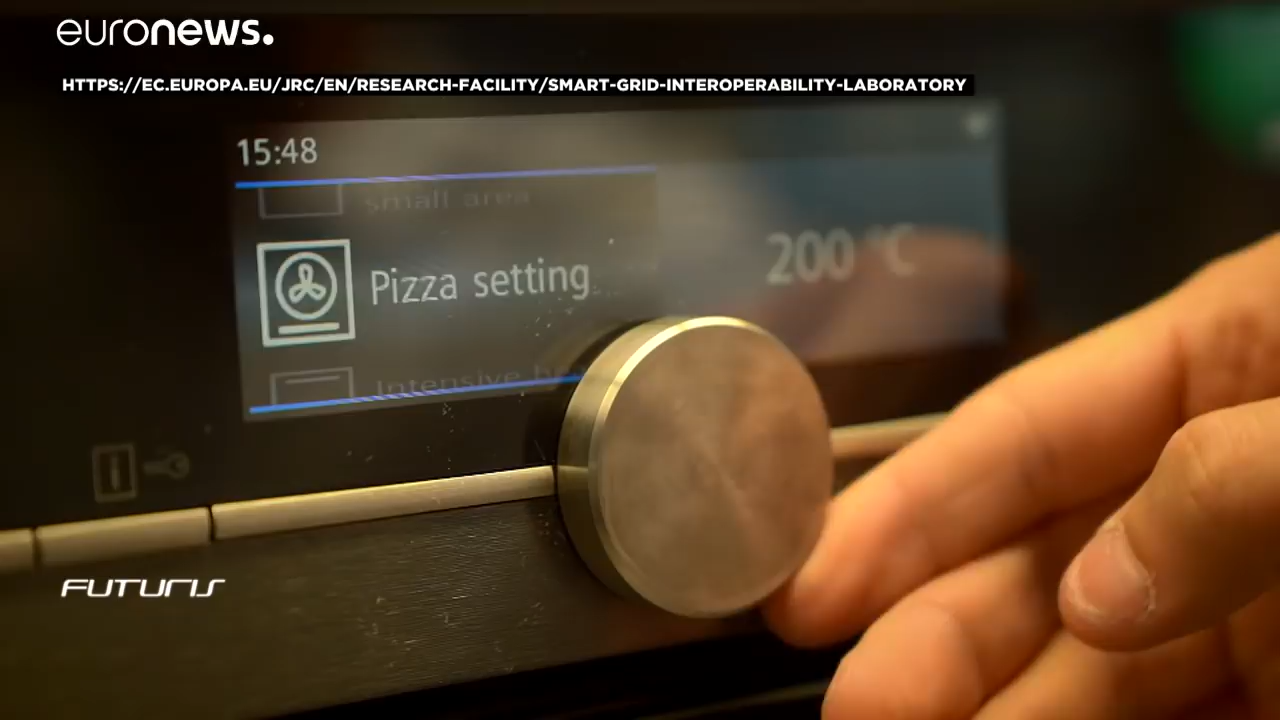 euronews.
HTTPS://EC.EUROPA.EU/JRC/EN/RESEARCH-FACILITY/SMART-GRID-INTEROPERABILITY-LABORATORY
15:48
small area
Pizza setting
200 °C
Intensive
FUTURIS